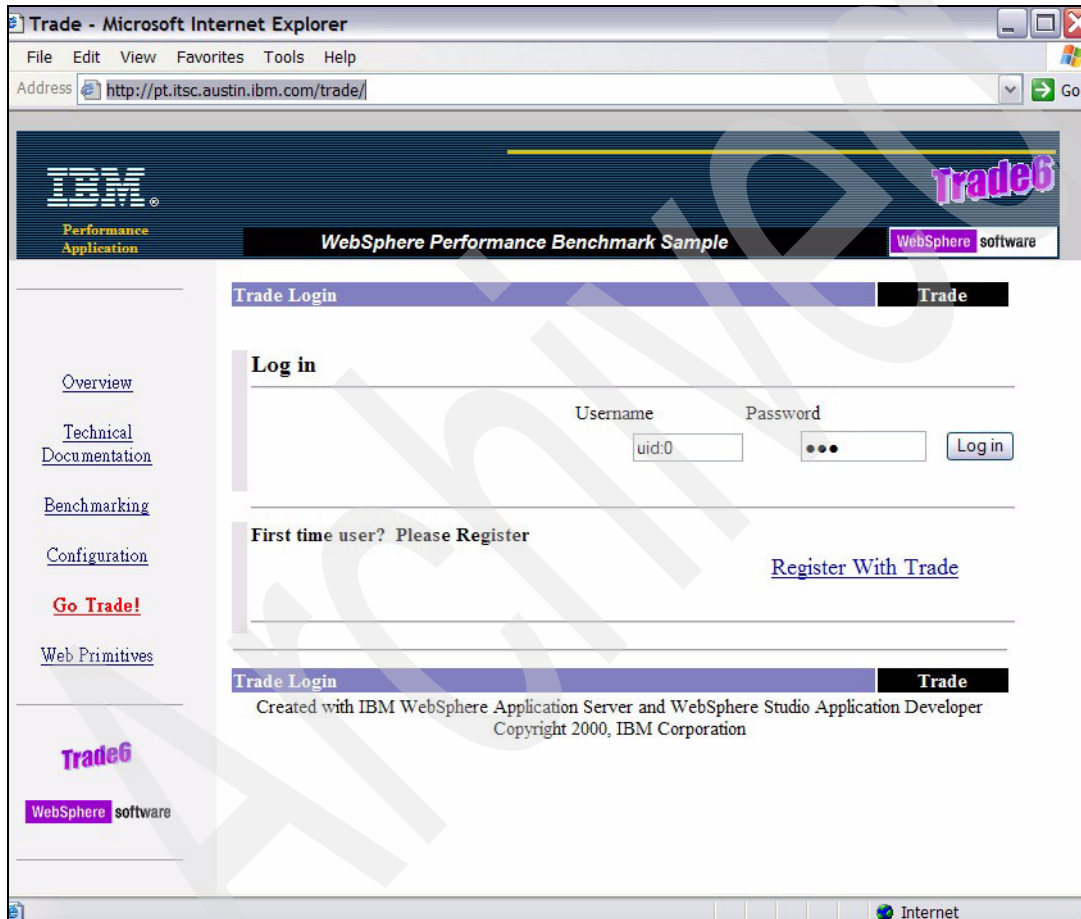 Trade - Microsoft Internet Explorer
File Edit View Favorites Tools Help
Address http://pt.itsc.austin.ibm.com/trade/ Go
IBM®
Trade6
Performance
Application
WebSphere Performance Benchmark Sample
WebSphere software
Trade Login Trade
Log in
Username Password
uid:0 ●●● Log in
First time user? Please Register
Register With Trade
Overview
Technical
Documentation
Benchmarking
Configuration
Go Trade!
Web Primitives
Trade Login Trade
Created with IBM WebSphere Application Server and WebSphere Studio Application Developer
Copyright 2000, IBM Corporation
Trade6
WebSphere software
Internet
Archived